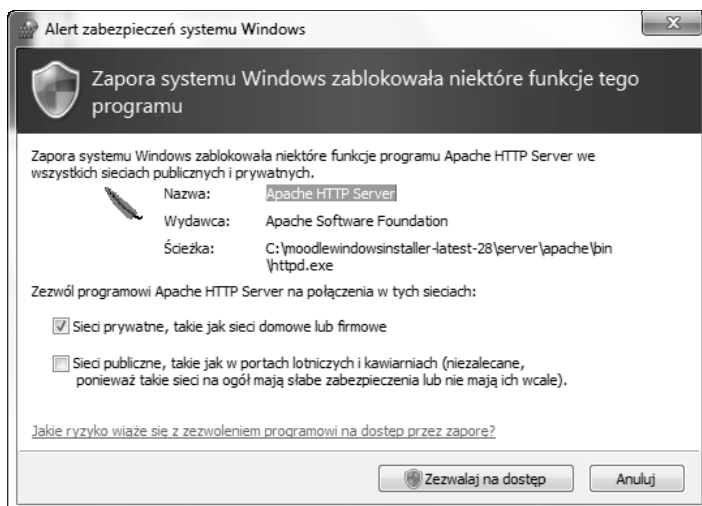 Alert zabezpieczeń systemu Windows
Zapora systemu Windows zablokowała niektóre funkcje tego
programu
Zapora systemu Windows zablokowała niektóre funkcje programu Apache HTTP Server we
wszystkich sieciach publicznych i prywatnych.
Nazwa: Apache HTTP Server
Wydawca: Apache Software Foundation
Ścieżka: C:\moodlewindowsinstaller-latest-28\server\apache\bin
\httpd.exe
Zezwól programowi Apache HTTP Server na połączenia w tych sieciach:
Sieci prywatne, takie jak sieci domowe lub firmowe
Sieci publiczne, takie jak w portach lotniczych i kawiarniach (niezalecane,
ponieważ takie sieci na ogół mają słabe zabezpieczenia lub nie mają ich wcale).
Jakie ryzyko wiąże się z zezwoleniem programowi na dostęp przez zaporę?
Zezwalaj na dostęp Anuluj